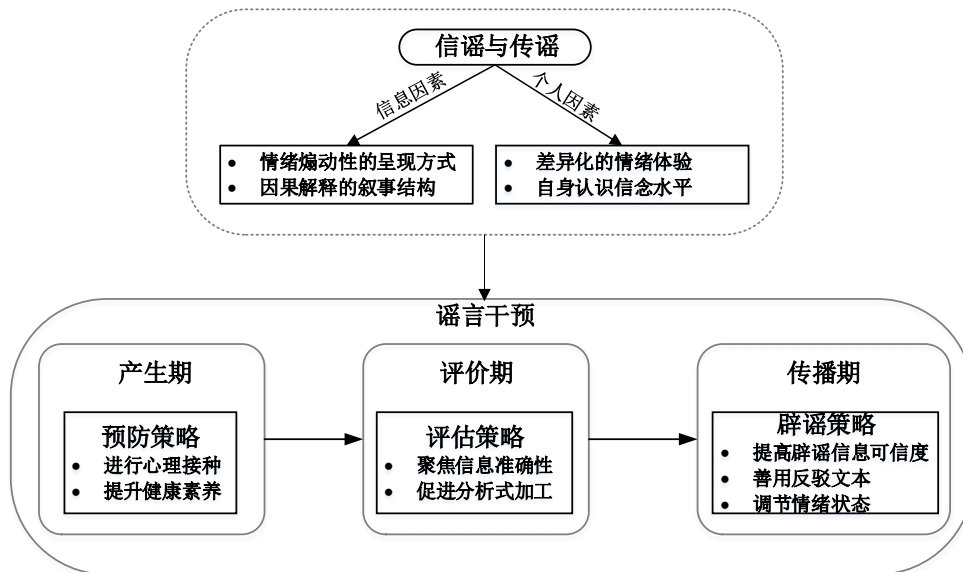 信谣与传谣
信息因素
个人因素
• 情绪煽动性的呈现方式
• 因果解释的叙事结构
• 差异化的情绪体验
• 自身认识信念水平
谣言干预
产生期
预防策略
• 进行心理接种
• 提升健康素养
评价期
评估策略
• 聚焦信息准确性
• 促进分析式加工
传播期
辟谣策略
• 提高辟谣信息可信度
• 善用反驳文本
• 调节情绪状态